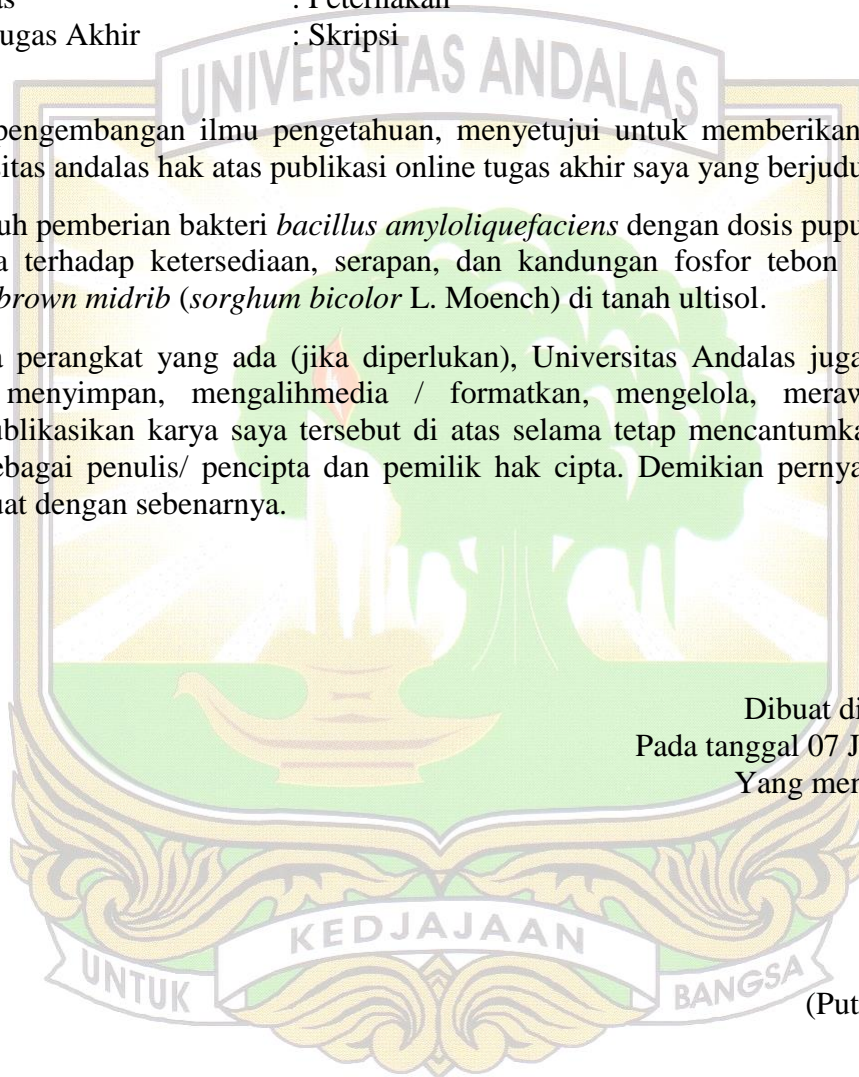 as : Peternakan
ugas Akhir : Skripsi
UNIVERSITAS ANDALAS
pengembangan ilmu pengetahuan, menyetujui untuk memberikan
sitas andalas hak atas publikasi online tugas akhir saya yang berjudu
uh pemberian bakteri bacillus amyloliquefaciens dengan dosis pupu
a terhadap ketersediaan, serapan, dan kandungan fosfor tebon
brown midrib (sorghum bicolor L. Moench) di tanah ultisol.
a perangkat yang ada (jika diperlukan), Universitas Andalas juga
menyimpan, mengalihmedia / formatkan, mengelola, meraw
ublikasikan karya saya tersebut di atas selama tetap mencantumka
ebagai penulis/ pencipta dan pemilik hak cipta. Demikian pernya
uat dengan sebenarnya.
Dibuat di
Pada tanggal 07 J
Yang men
KEDJAJAAN
UNTUK BANGSA
(Put